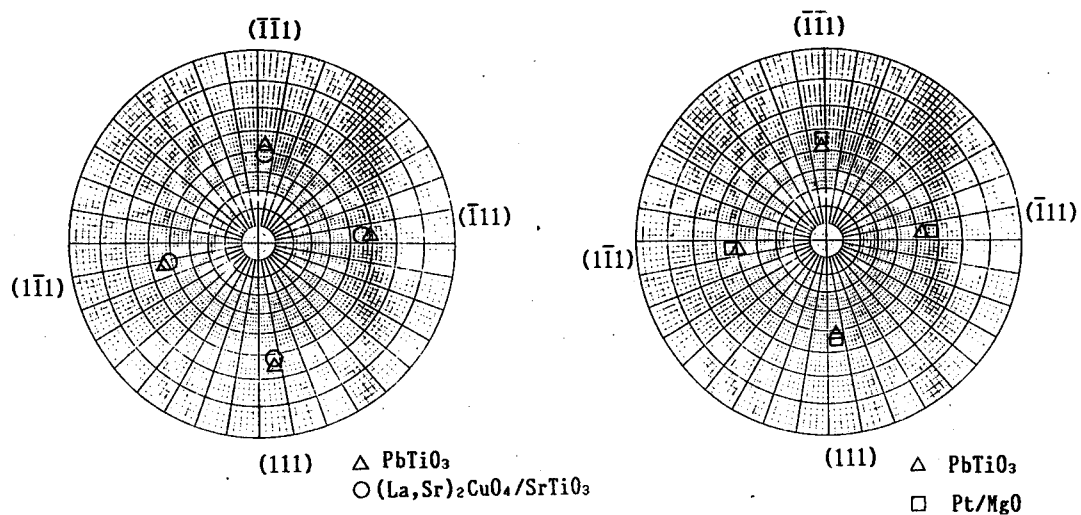 (1̅1̅1)
(1̅11)
(11̅1)
(111)
△ PbTiO₃
○ (La,Sr)₂CuO₄/SrTiO₃
(1̅1̅1)
(1̅11)
(11̅1)
(111)
△ PbTiO₃
□ Pt/MgO